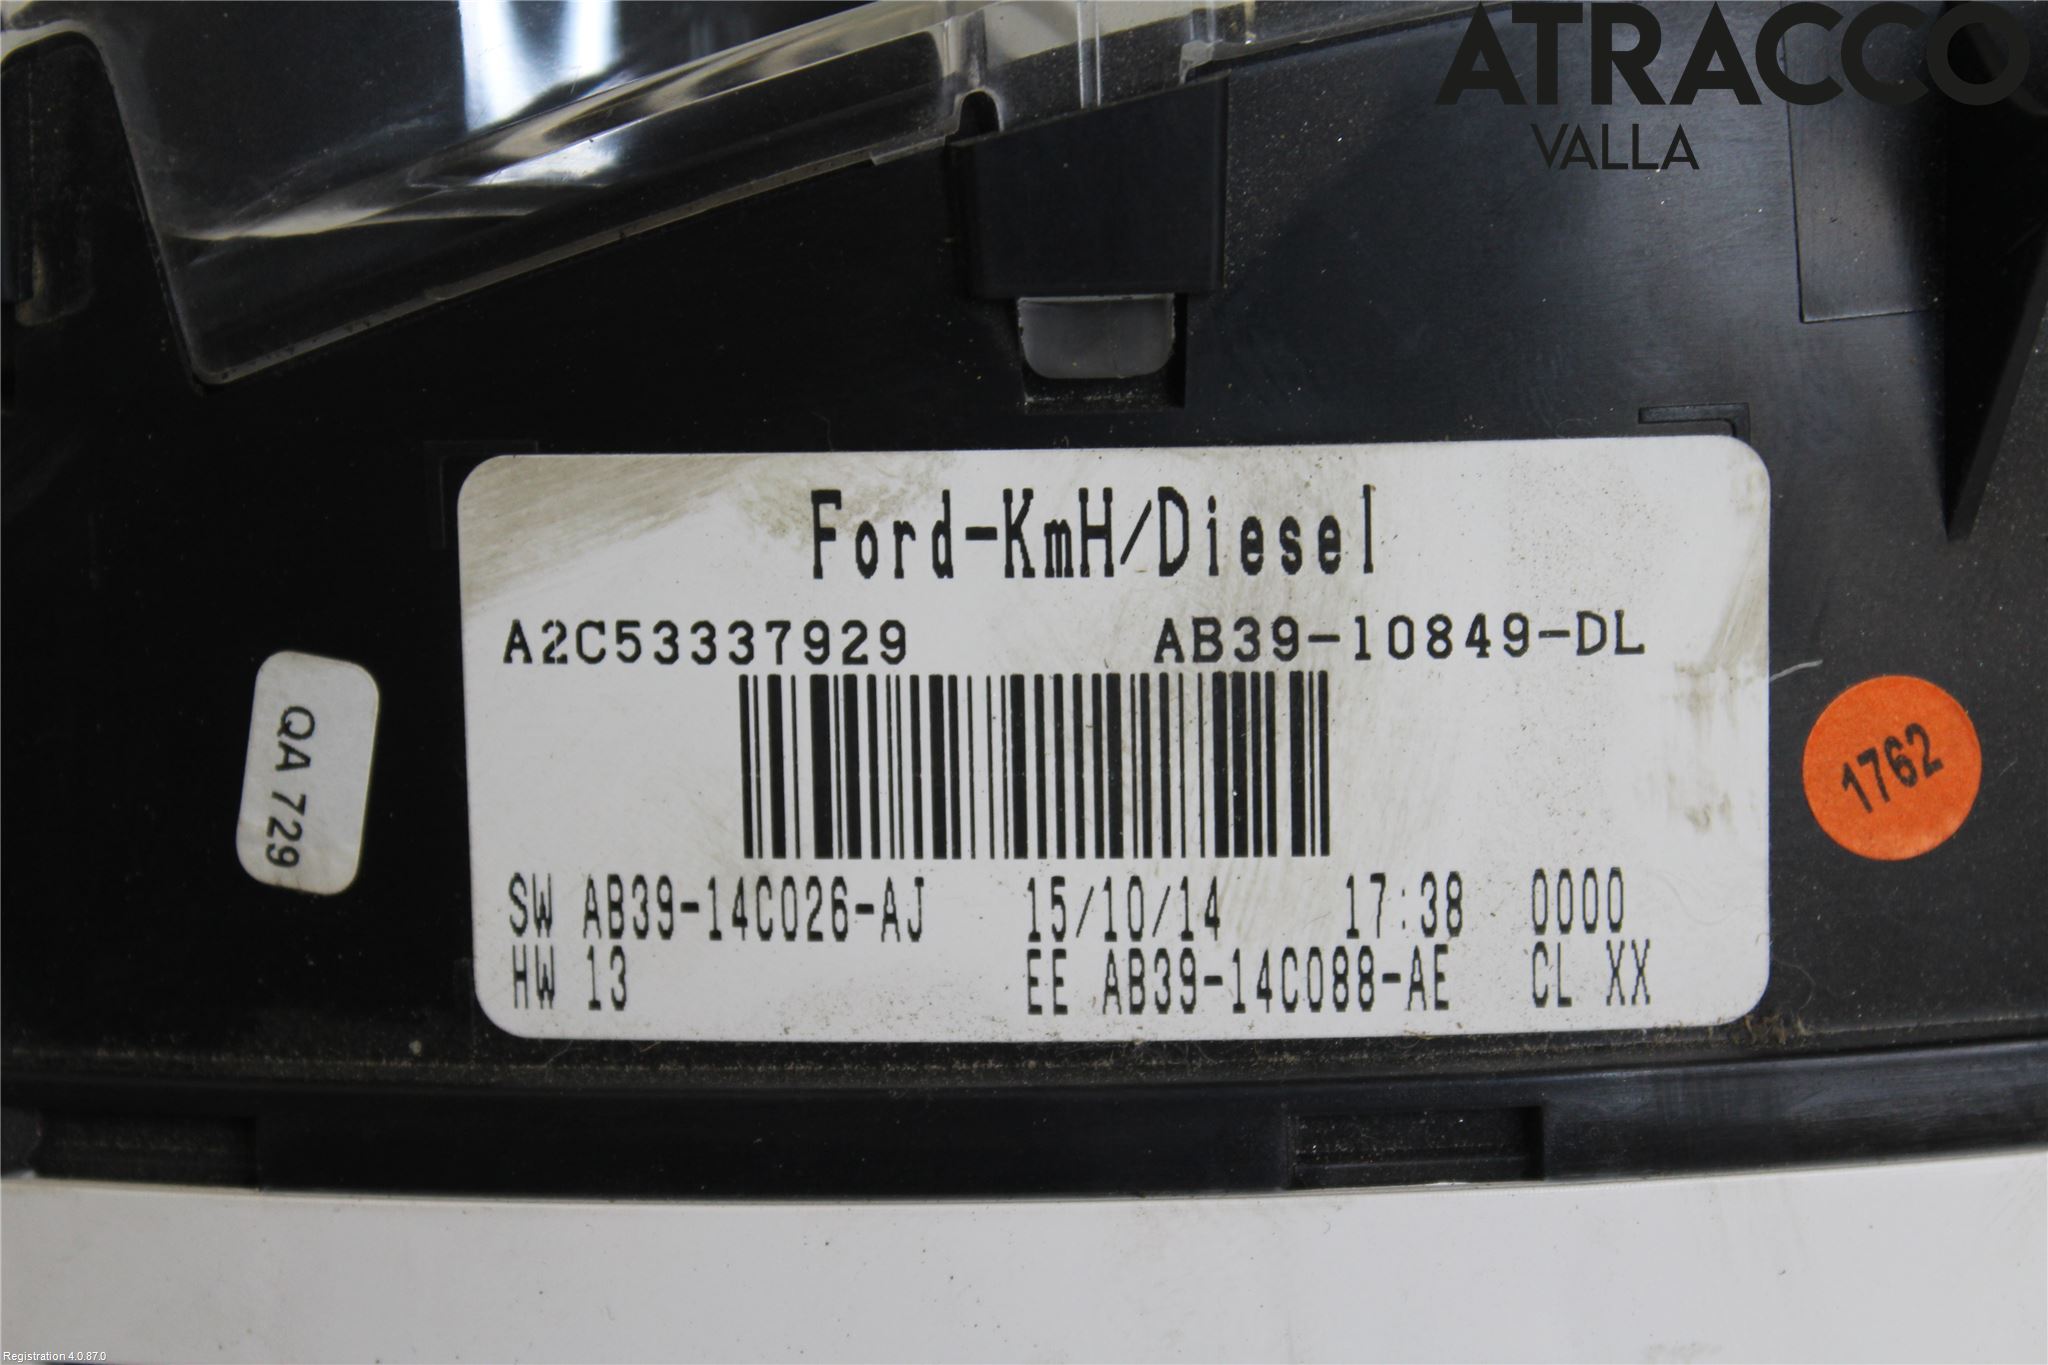 ATRACCO
VALLA
Ford-KmH/Diesel
A2C53337929 AB39-10849-DL
QA 729
1762
SW AB39-14C026-AJ 15/10/14 17:38 0000
HW 13 EE AB39-14C088-AE CL XX
Registration 4.0.87.0